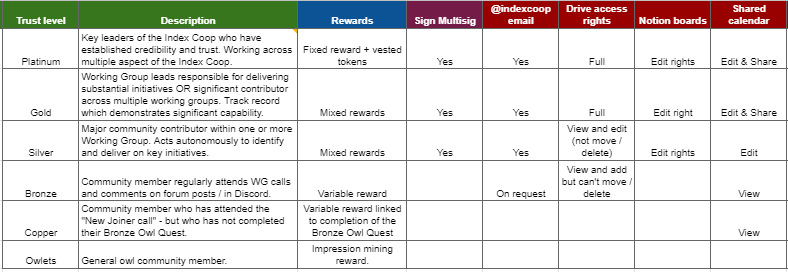 Trust level Description Rewards Sign Multisig @indexcoop email Drive access rights Notion boards Shared calendar
Platinum
Key leaders of the Index Coop who have
established credibility and trust. Working across
multiple aspect of the Index Coop.
Fixed reward + vested
tokens
Yes
Yes
Full
Edit rights
Edit & Share
Gold
Working Group leads responsible for delivering
substantial initiatives OR significant contributor
across multiple working groups. Track record
which demonstrates significant capability.
Mixed rewards
Yes
Yes
Full
Edit right
Edit & Share
Silver
Major community contributor within one or more
Working Group. Acts autonomously to identify
and deliver on key initiatives.
Mixed rewards
Yes
Yes
View and edit
(not move /
delete)
Edit rights
Edit
Bronze
Community member regularly attends WG calls
and comments on forum posts / in Discord.
Variable reward
On request
View and add
but can't move /
delete
View
Copper
Community member who has attended the
"New Joiner call" - but who has not completed
their Bronze Owl Quest.
Variable reward linked
to completion of the
Bronze Owl Quest
View
Owlets
General owl community member.
Impression mining
reward.